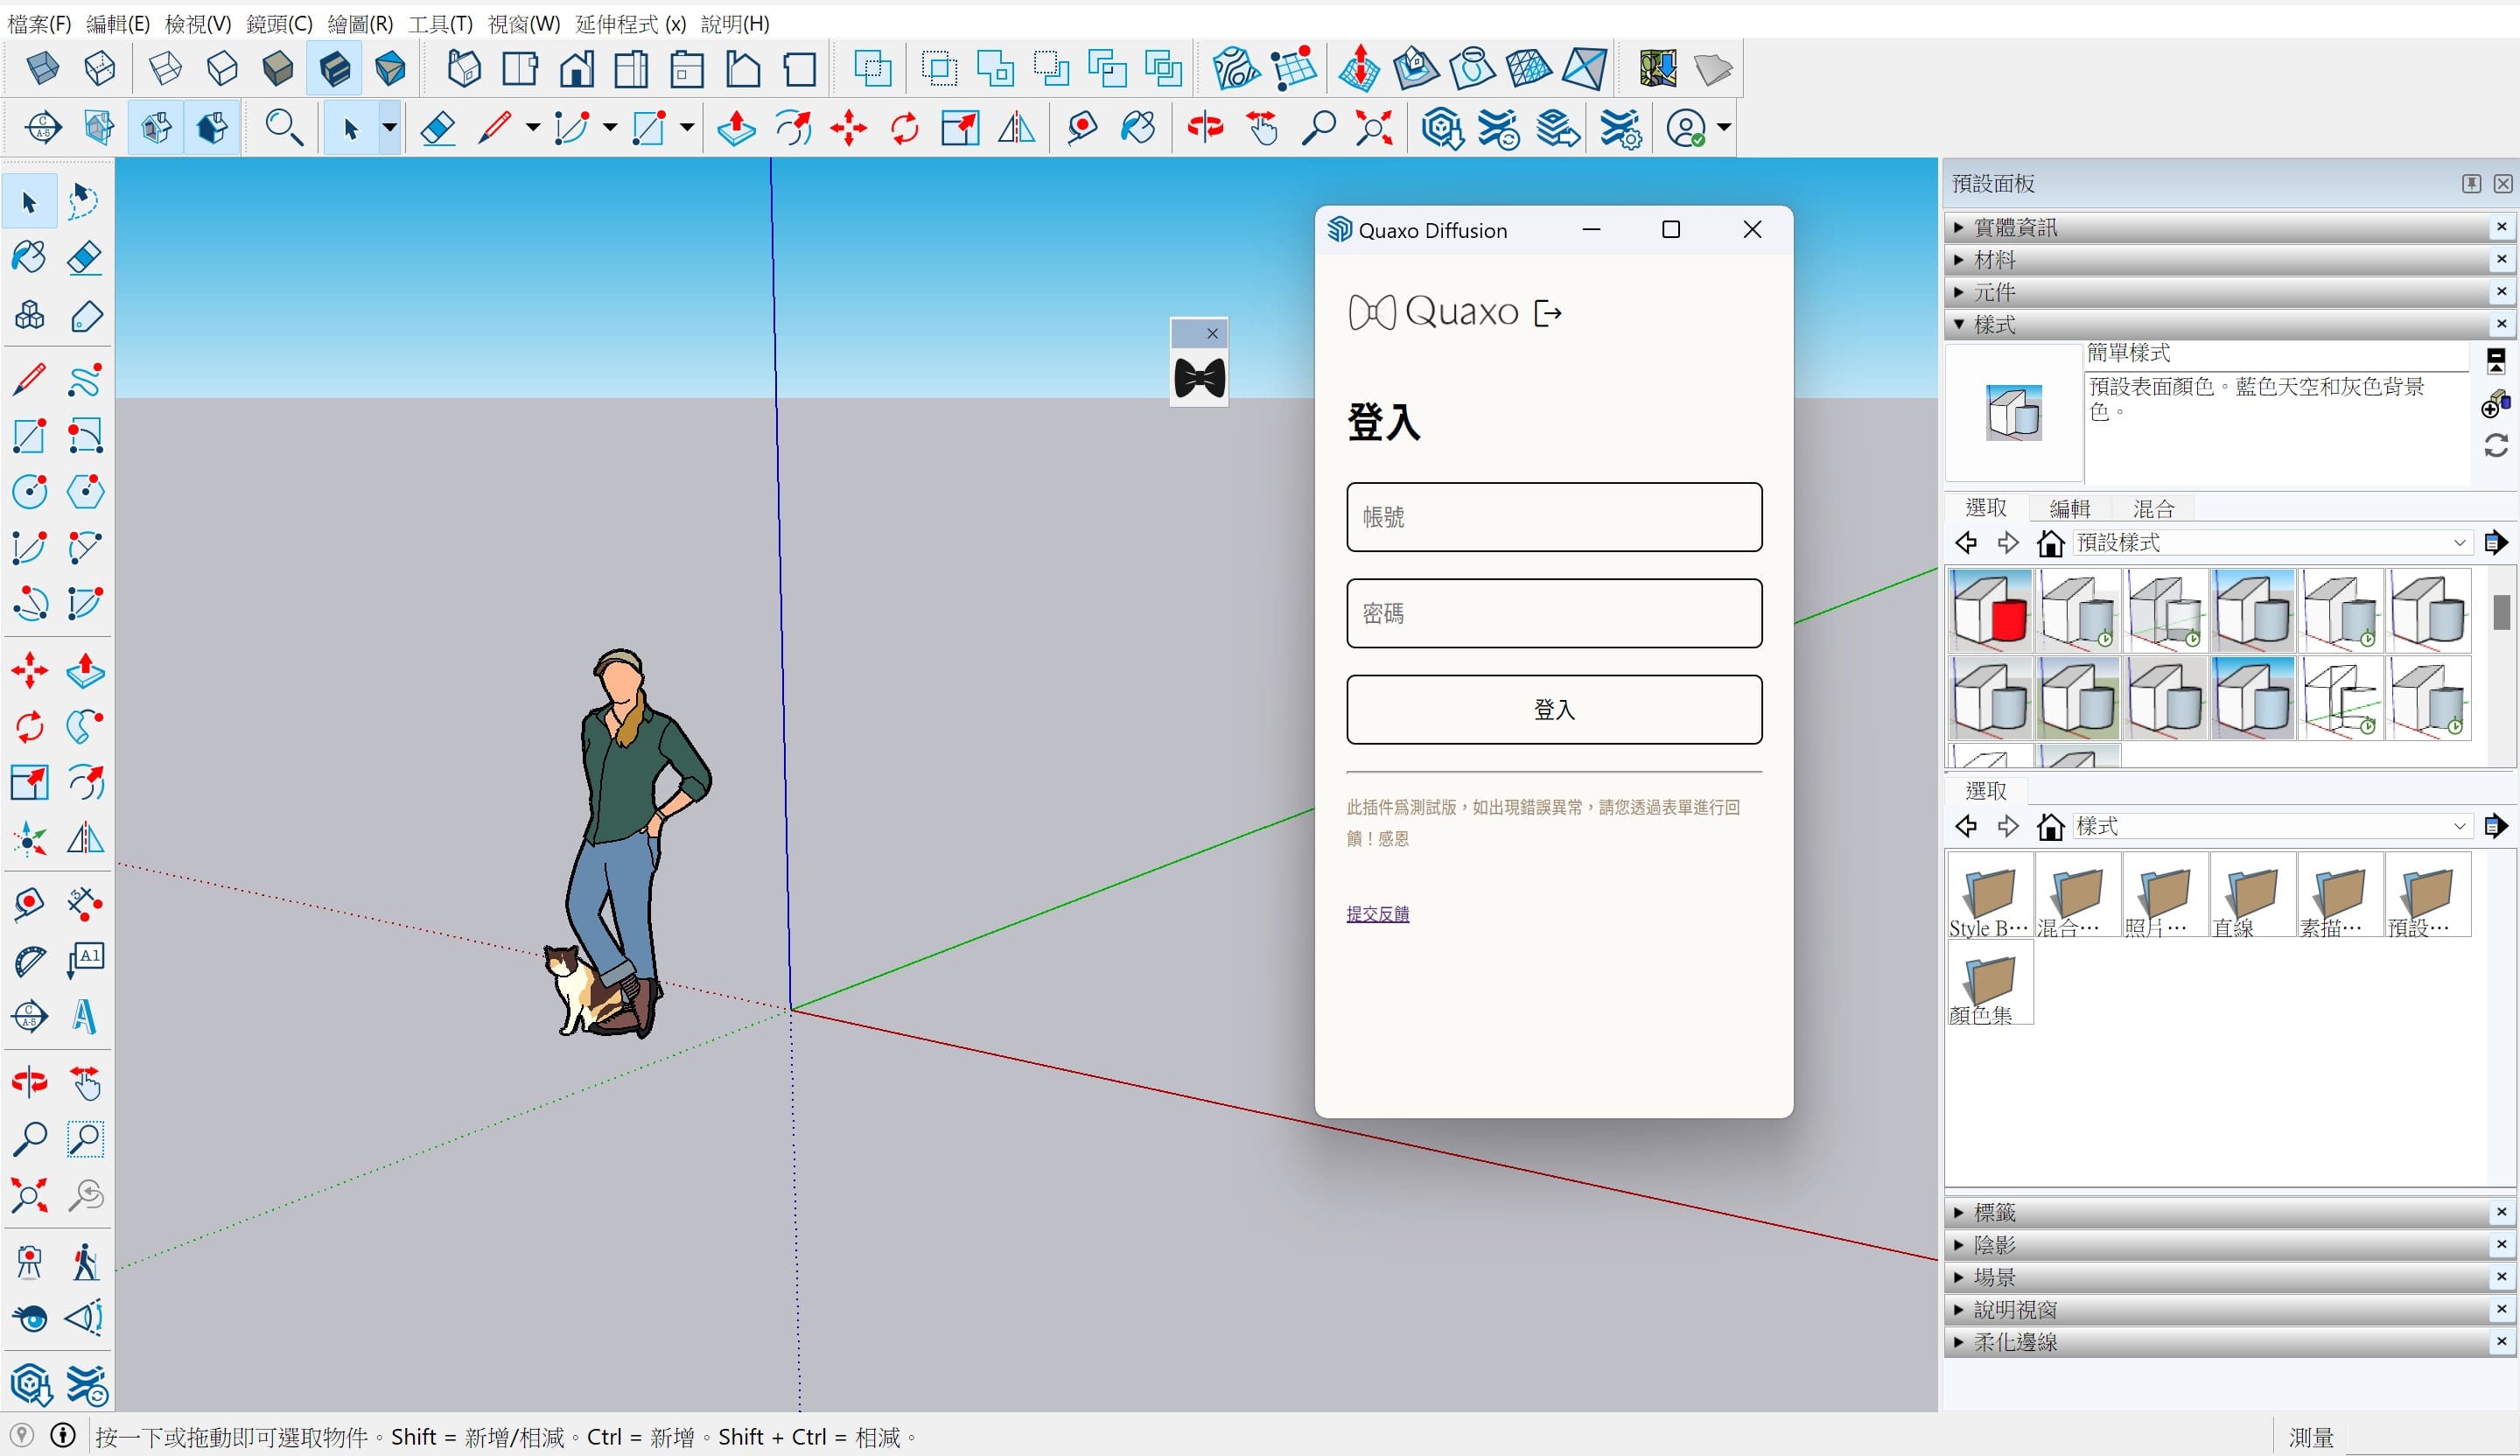 檔案(F) 編輯(E) 檢視(V) 鏡頭(C) 繪圖(R) 工具(T) 視窗(W) 延伸程式 (x) 說明(H)
預設面板
實體資訊
材料
元件
樣式
簡單樣式
預設表面顏色。藍色天空和灰色背景
色。
選取 編輯 混合
預設樣式
選取
樣式
Style B… 混合… 照片… 直線 素描… 預設…
顏色集
標籤
陰影
場景
說明視窗
柔化邊線
Quaxo Diffusion
Quaxo
登入
帳號
密碼
登入
此插件為測試版，如出現錯誤異常，請您透過表單進行回
饋！感恩
提交反饋
按一下或拖動即可選取物件。Shift = 新增/相減。Ctrl = 新增。Shift + Ctrl = 相減。
測量